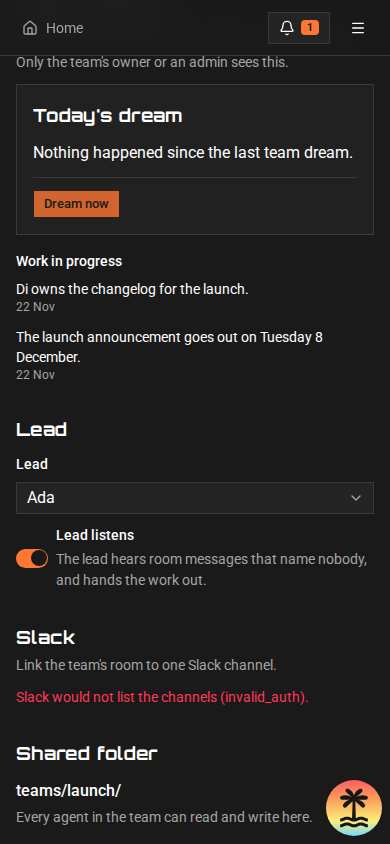 Home
1
Only the team's owner or an admin sees this.
Today's dream
Nothing happened since the last team dream.
Dream now
Work in progress
Di owns the changelog for the launch.
22 Nov
The launch announcement goes out on Tuesday 8
December.
22 Nov
Lead
Lead
Ada
Lead listens
The lead hears room messages that name nobody,
and hands the work out.
Slack
Link the team's room to one Slack channel.
Slack would not list the channels (invalid_auth).
Shared folder
teams/launch/
Every agent in the team can read and write here.